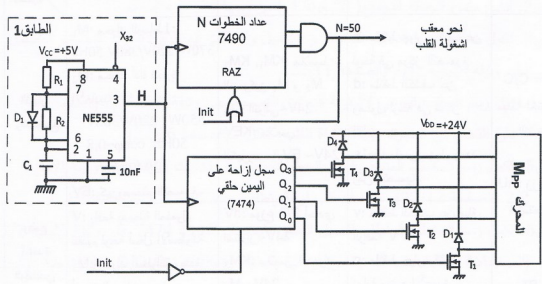 الطابق1
Vcc=+5V
X32
R1
8
4
7
3
H
D1
R2
NE555
6
2
1
5
C1
10nF
عداد الخطوات N
7490
RAZ
N=50
نحو معقب
اشغولة القلب
Init
VDD=+24V
سجل إزاحة على
اليمين حلقي
(7474)
Q3
Q2
Q1
Q0
D4
T4
D3
T3
D2
T2
D1
T1
المحرك
Mpp
Init